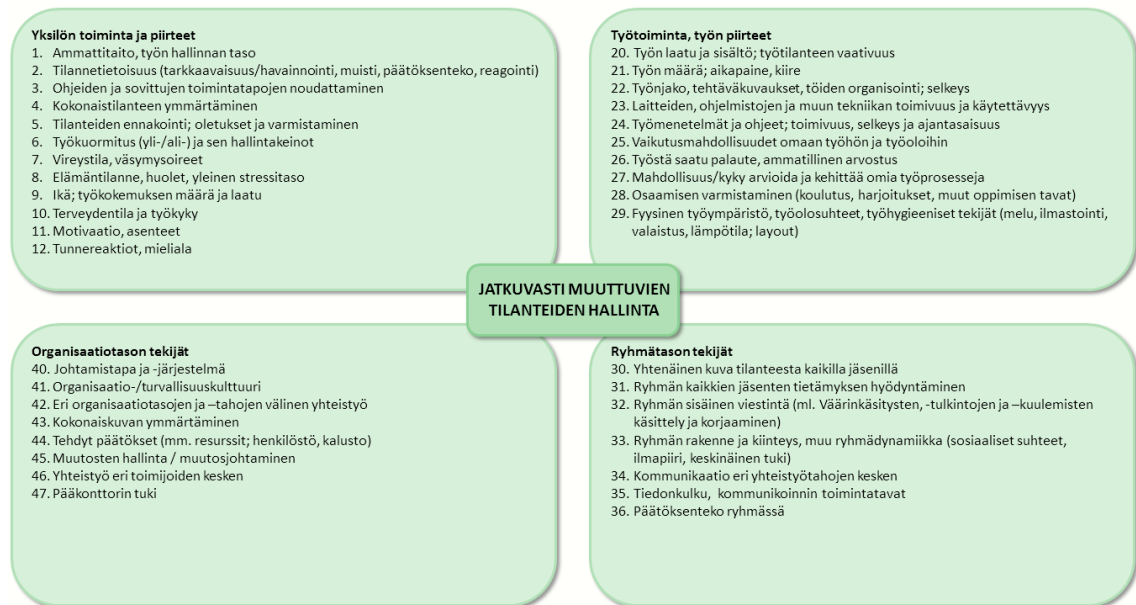 Yksilön toiminta ja piirteet
1. Ammattitaito, työn hallinnan taso
2. Tilannetietoisuus (tarkkaavaisuus/havainnointi, muisti, päätöksenteko, reagointi)
3. Ohjeiden ja sovittujen toimintatapojen noudattaminen
4. Kokonaistilanteen ymmärtäminen
5. Tilanteiden ennakointi; oletukset ja varmistaminen
6. Työkuormitus (yli-/ali-) ja sen hallintakeinot
7. Vireystila, väsymysoireet
8. Elämäntilanne, huolet, yleinen stressitaso
9. Ikä; työkokemuksen määrä ja laatu
10. Terveydentila ja työkyky
11. Motivaatio, asenteet
12. Tunnereaktiot, mieliala
Työtoiminta, työn piirteet
20. Työn laatu ja sisältö; työtilanteen vaativuus
21. Työn määrä; aikapaine, kiire
22. Työnjako, tehtäväkuvaukset, töiden organisointi; selkeys
23. Laitteiden, ohjelmistojen ja muun tekniikan toimivuus ja käytettävyys
24. Työmenetelmät ja ohjeet; toimivuus, selkeys ja ajantasaisuus
25. Vaikutusmahdollisuudet omaan työhön ja työoloihin
26. Työstä saatu palaute, ammatillinen arvostus
27. Mahdollisuus/kyky arvioida ja kehittää omia työprosesseja
28. Osaamisen varmistaminen (koulutus, harjoitukset, muut oppimisen tavat)
29. Fyysinen työympäristö, työolosuhteet, työhygieeniset tekijät (melu, ilmastointi,
valaistus, lämpötila; layout)
JATKUVASTI MUUTTUVIEN
TILANTEIDEN HALLINTA
Organisaatiotason tekijät
40. Johtamistapa ja -järjestelmä
41. Organisaatio-/turvallisuuskulttuuri
42. Eri organisaatiotasojen ja –tahojen välinen yhteistyö
43. Kokonaiskuvan ymmärtäminen
44. Tehdyt päätökset (mm. resurssit; henkilöstö, kalusto)
45. Muutosten hallinta / muutosjohtaminen
46. Yhteistyö eri toimijoiden kesken
47. Pääkonttorin tuki
Ryhmätason tekijät
30. Yhtenäinen kuva tilanteesta kaikilla jäsenillä
31. Ryhmän kaikkien jäsenten tietämyksen hyödyntäminen
32. Ryhmän sisäinen viestintä (ml. Väärinkäsitysten, -tulkintojen ja –kuulemisten
käsittely ja korjaaminen)
33. Ryhmän rakenne ja kiinteys, muu ryhmädynamiikka (sosiaaliset suhteet,
ilmapiiri, keskinäinen tuki)
34. Kommunikaatio eri yhteistyötahojen kesken
35. Tiedonkulku, kommunikoinnin toimintatavat
36. Päätöksenteko ryhmässä